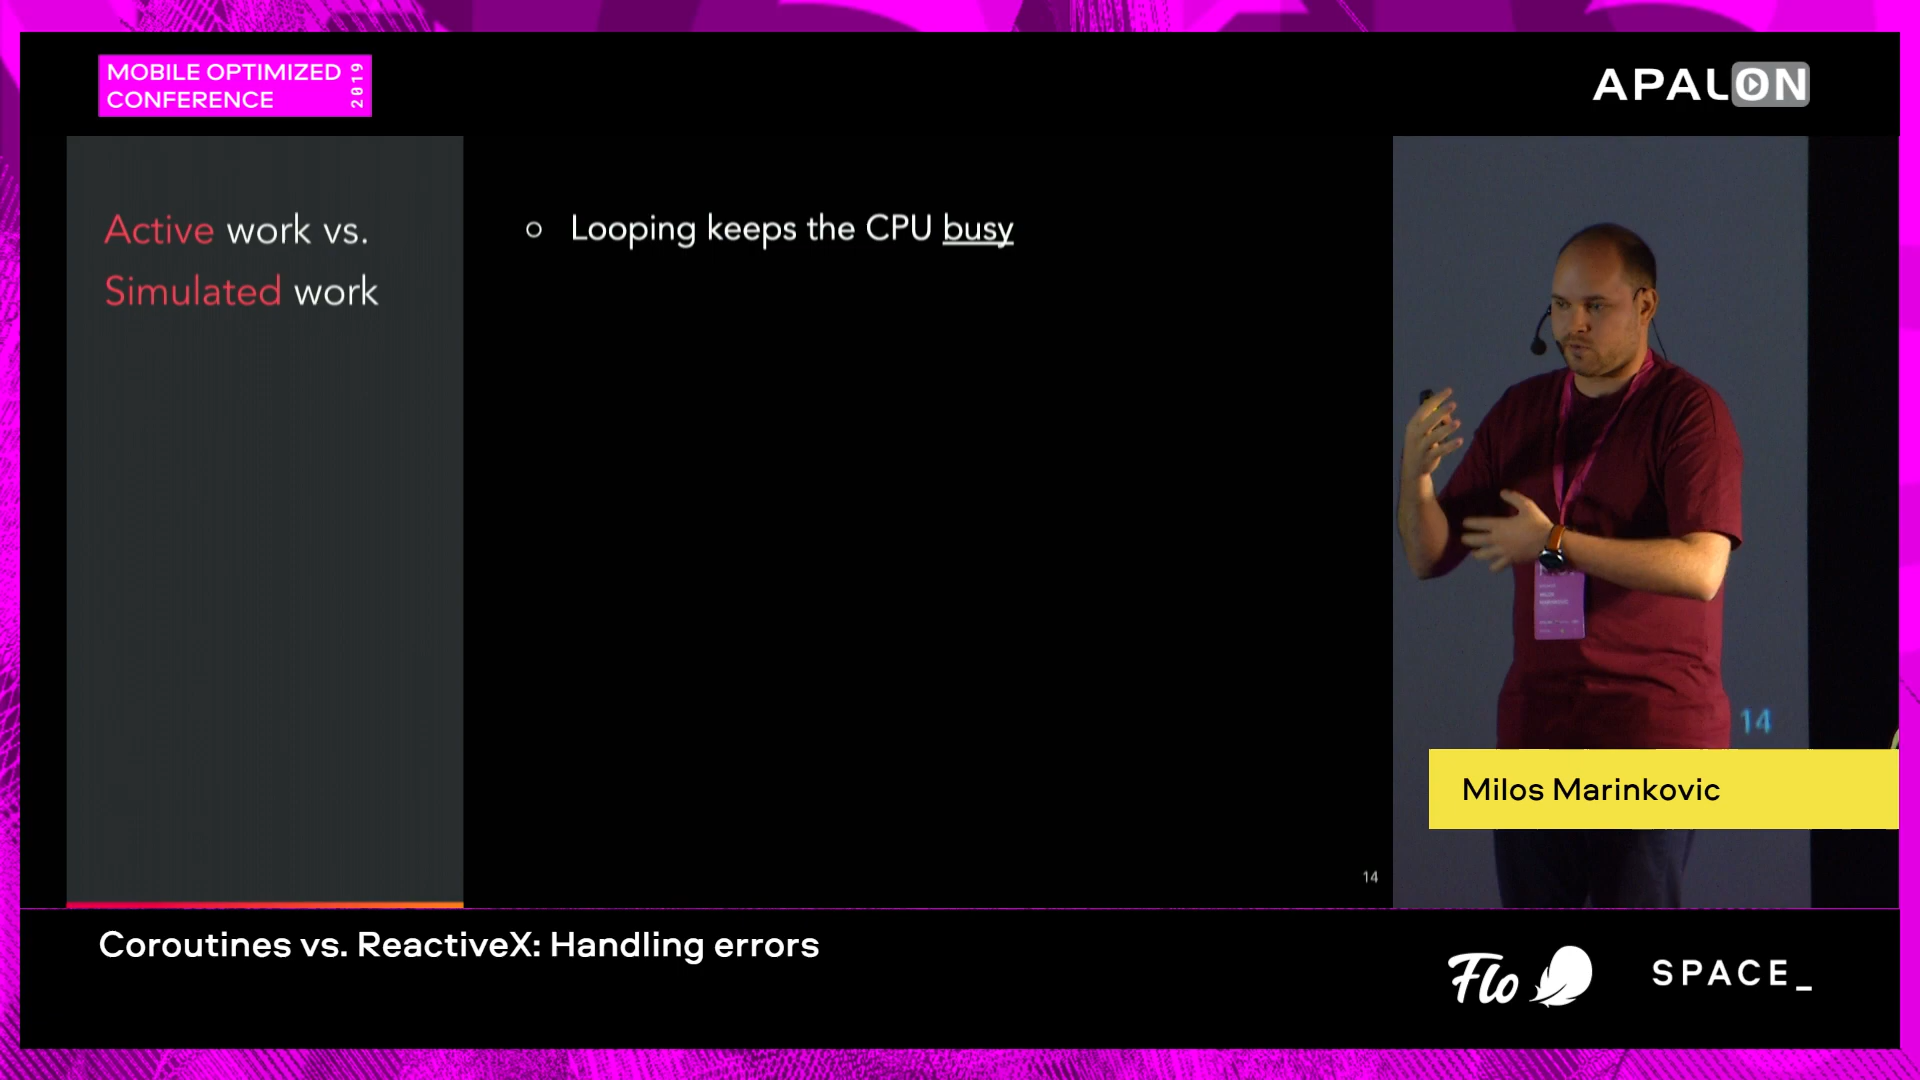 MOBILE OPTIMIZED
CONFERENCE
2019
APALON
Active work vs.
Simulated work
○ Looping keeps the CPU busy
14
14
Milos Marinkovic
Coroutines vs. ReactiveX: Handling errors
Flo
SPACE_